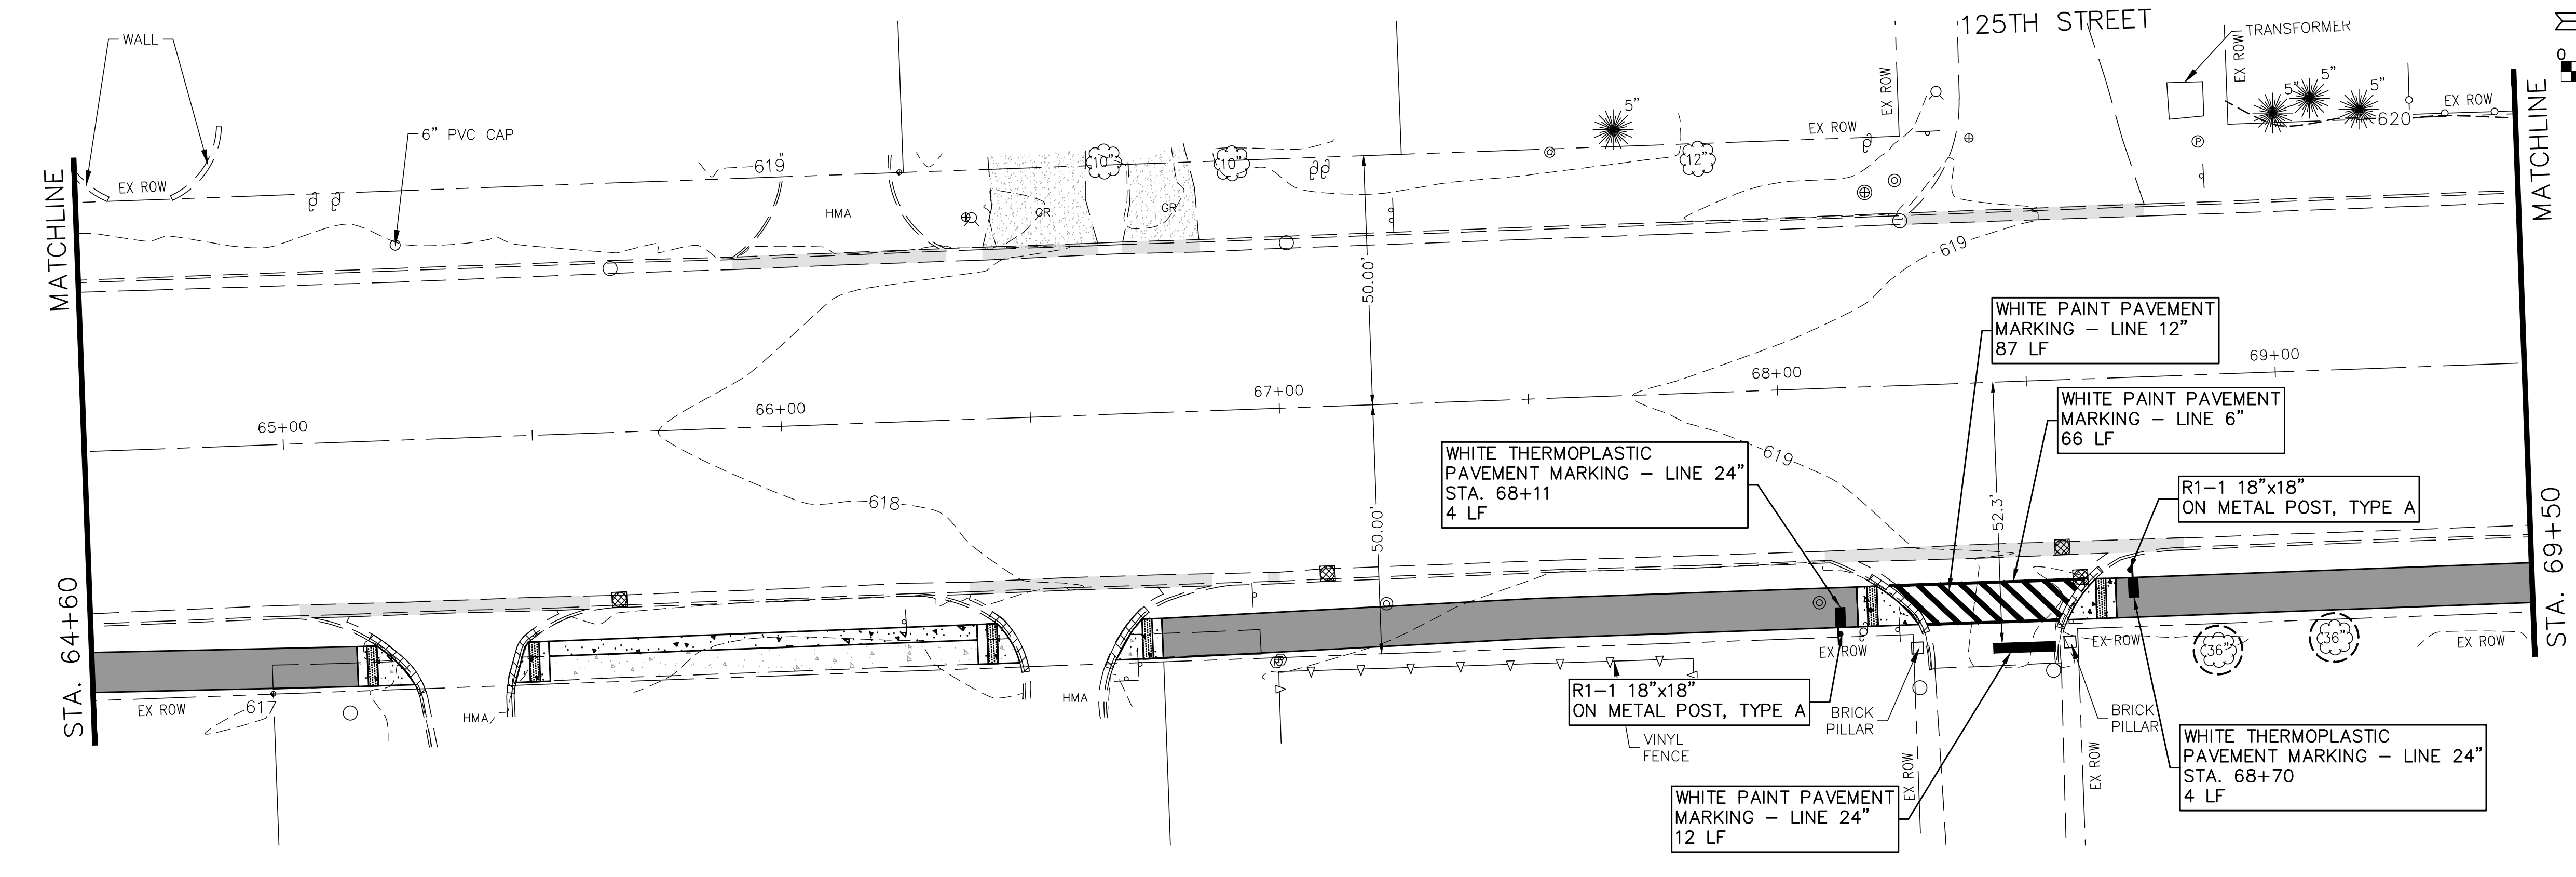 125TH STREET
WALL
TRANSFORMER
EX ROW
EX ROW
5"
5"
5"
5"
EX ROW
6" PVC CAP
EX ROW
620
MATCHLINE
MATCHLINE
EX ROW
619
10"
10"
12"
HMA
GR
GR
619
50.00'
WHITE PAINT PAVEMENT
MARKING – LINE 12"
87 LF
65+00
66+00
67+00
68+00
69+00
WHITE PAINT PAVEMENT
MARKING – LINE 6"
66 LF
WHITE THERMOPLASTIC
PAVEMENT MARKING – LINE 24"
STA. 68+11
4 LF
619
618
50.00'
52.3'
R1–1 18"x18"
ON METAL POST, TYPE A
STA. 64+60
STA. 69+50
EX ROW
617
HMA
HMA
EX ROW
EX ROW
EX ROW
36"
36"
R1–1 18"x18"
ON METAL POST, TYPE A
VINYL
FENCE
BRICK
PILLAR
BRICK
PILLAR
EX ROW
EX ROW
WHITE THERMOPLASTIC
PAVEMENT MARKING – LINE 24"
STA. 68+70
4 LF
WHITE PAINT PAVEMENT
MARKING – LINE 24"
12 LF